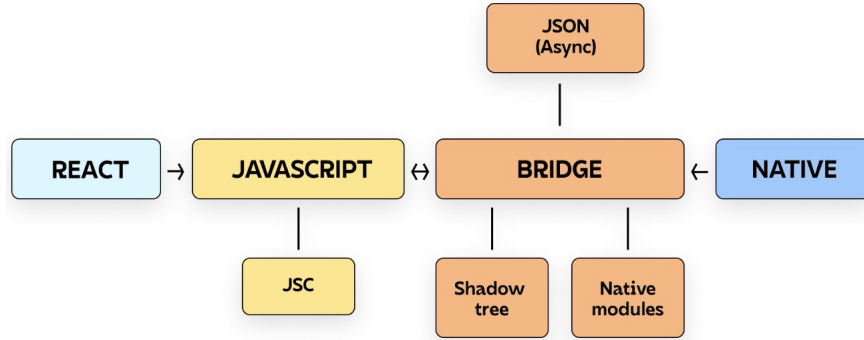 JSON
(Async)
REACT
JAVASCRIPT
BRIDGE
NATIVE
JSC
Shadow
tree
Native
modules